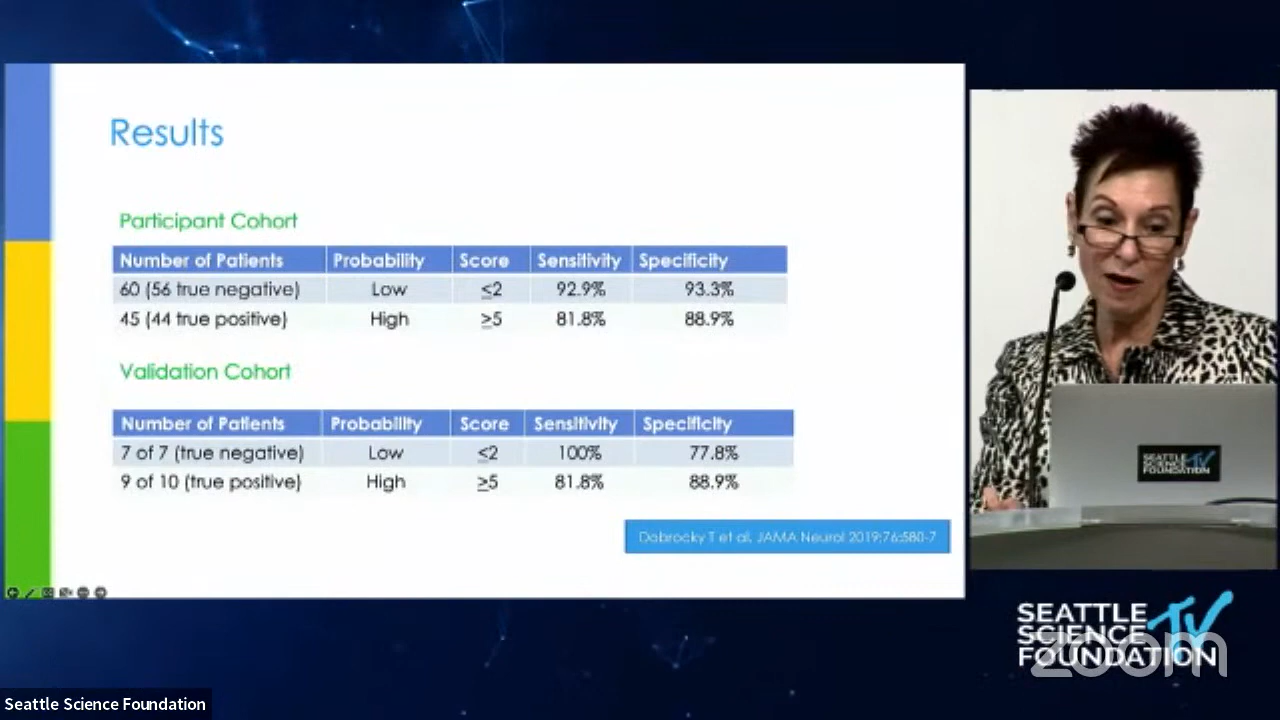 Results
Participant Cohort
Number of Patients Probability Score Sensitivity Specificity
60 (56 true negative) Low ≤2 92.9% 93.3%
45 (44 true positive) High ≥5 81.8% 88.9%
Validation Cohort
Number of Patients Probability Score Sensitivity Specificity
7 of 7 (true negative) Low ≤2 100% 77.8%
9 of 10 (true positive) High ≥5 81.8% 88.9%
Dobrocky T et al. JAMA Neurol 2019;76:580-7
SEATTLE
SCIENCE TV
FOUNDATION
SEATTLE
SCIENCE TV
FOUNDATION
zoom
Seattle Science Foundation